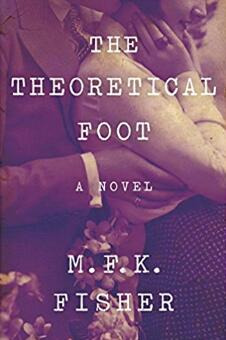 THE
THEORETICAL
FOOT
A NOVEL
M.F.K.
FISHER